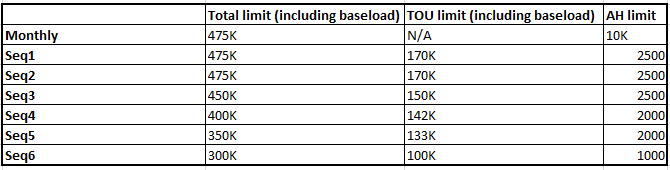 Total limit (including baseload) TOU limit (including baseload) AH limit
Monthly 475K N/A 10K
Seq1 475K 170K 2500
Seq2 475K 170K 2500
Seq3 450K 150K 2500
Seq4 400K 142K 2000
Seq5 350K 133K 2000
Seq6 300K 100K 1000